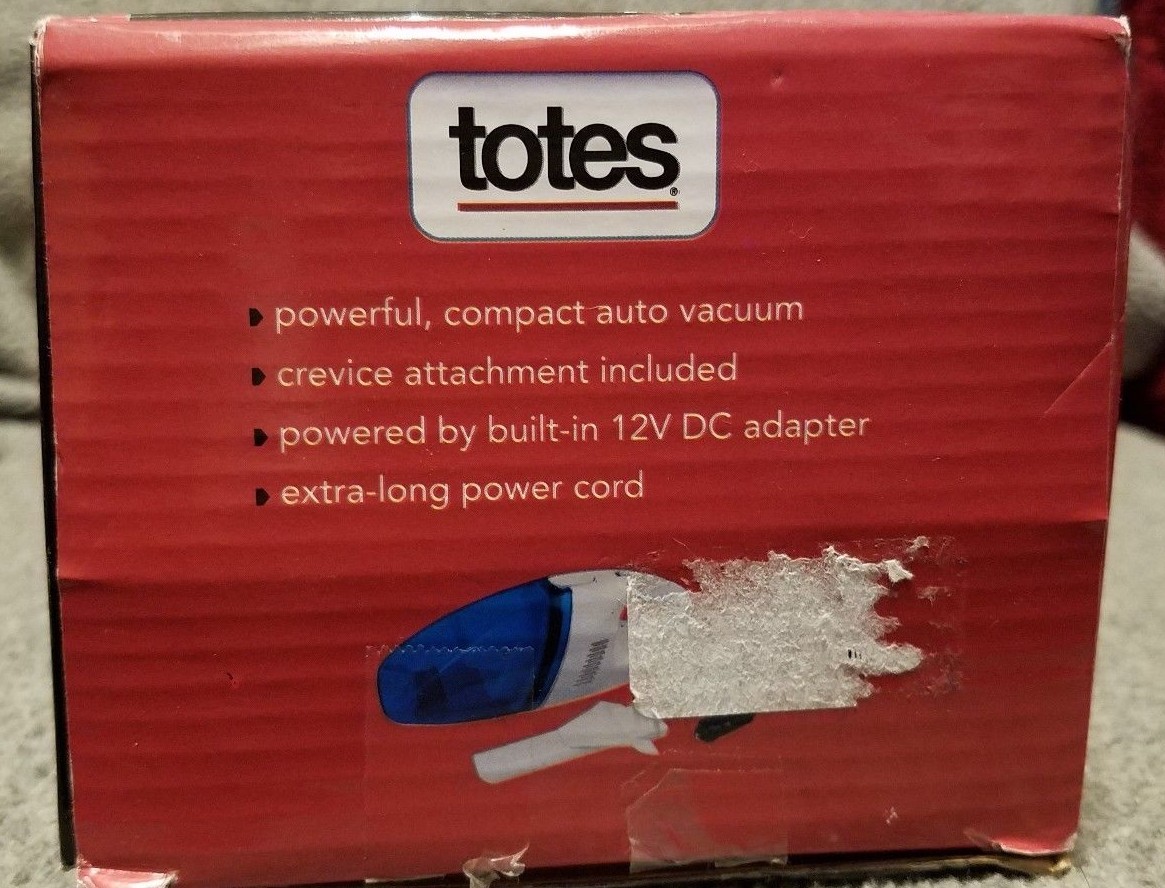 totes®
powerful, compact auto vacuum
crevice attachment included
powered by built-in 12V DC adapter
extra-long power cord